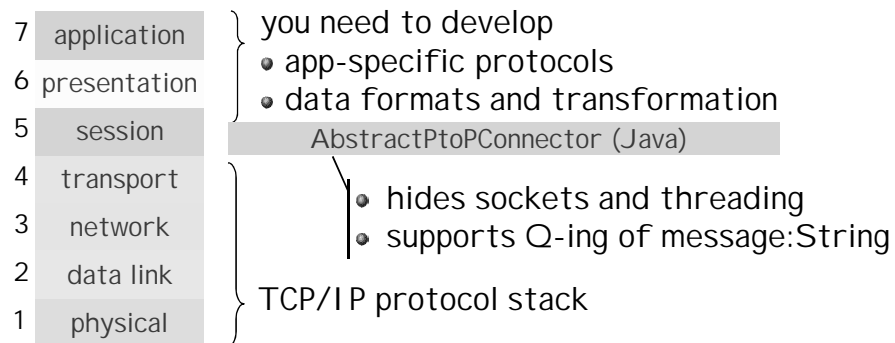 7 application
6 presentation
5 session
4 transport
3 network
2 data link
1 physical
you need to develop
app-specific protocols
data formats and transformation
AbstractPtoPConnector (Java)
hides sockets and threading
supports Q-ing of message:String
TCP/IP protocol stack